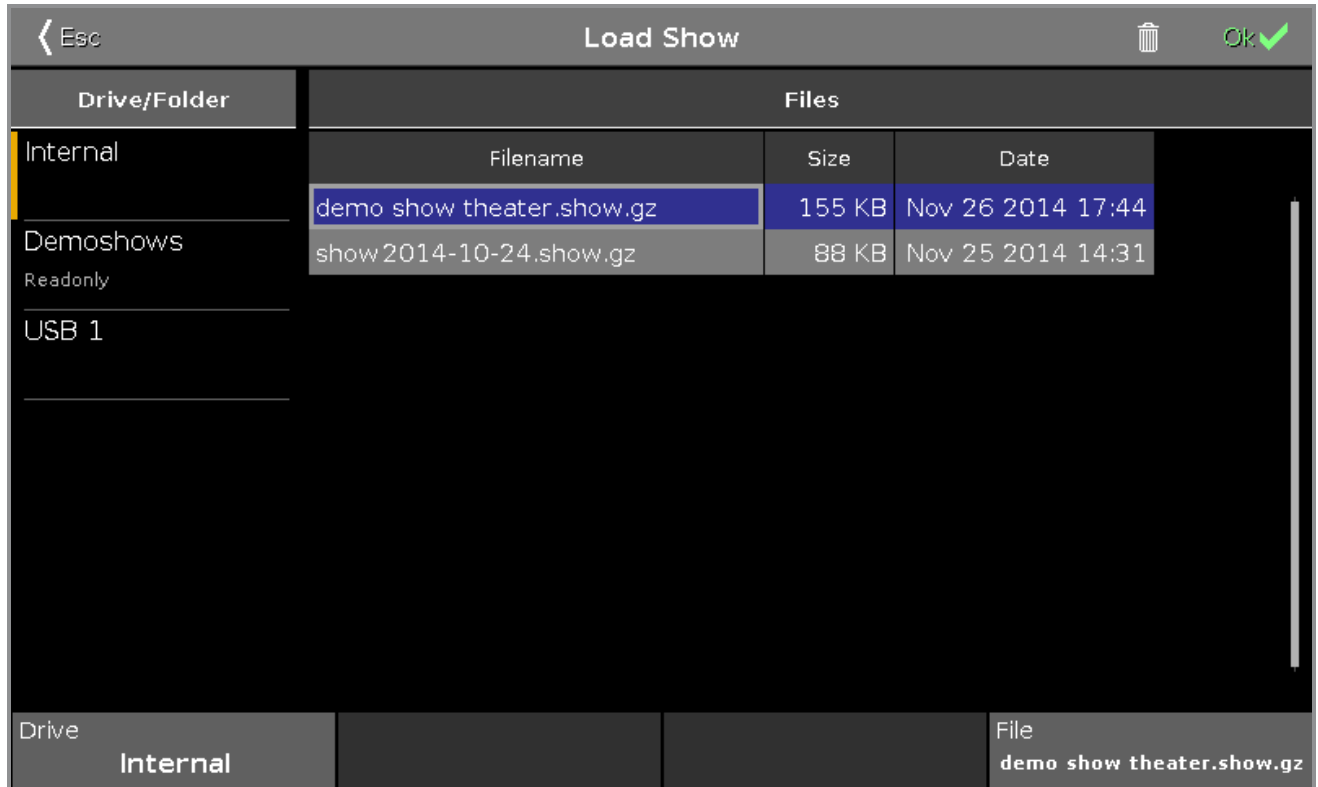 Esc Load Show Ok
Drive/Folder Files
Internal
Filename Size Date
demo show theater.show.gz 155 KB Nov 26 2014 17:44
show 2014-10-24.show.gz 88 KB Nov 25 2014 14:31
Demoshows
Readonly
USB 1
Drive
Internal
File
demo show theater.show.gz